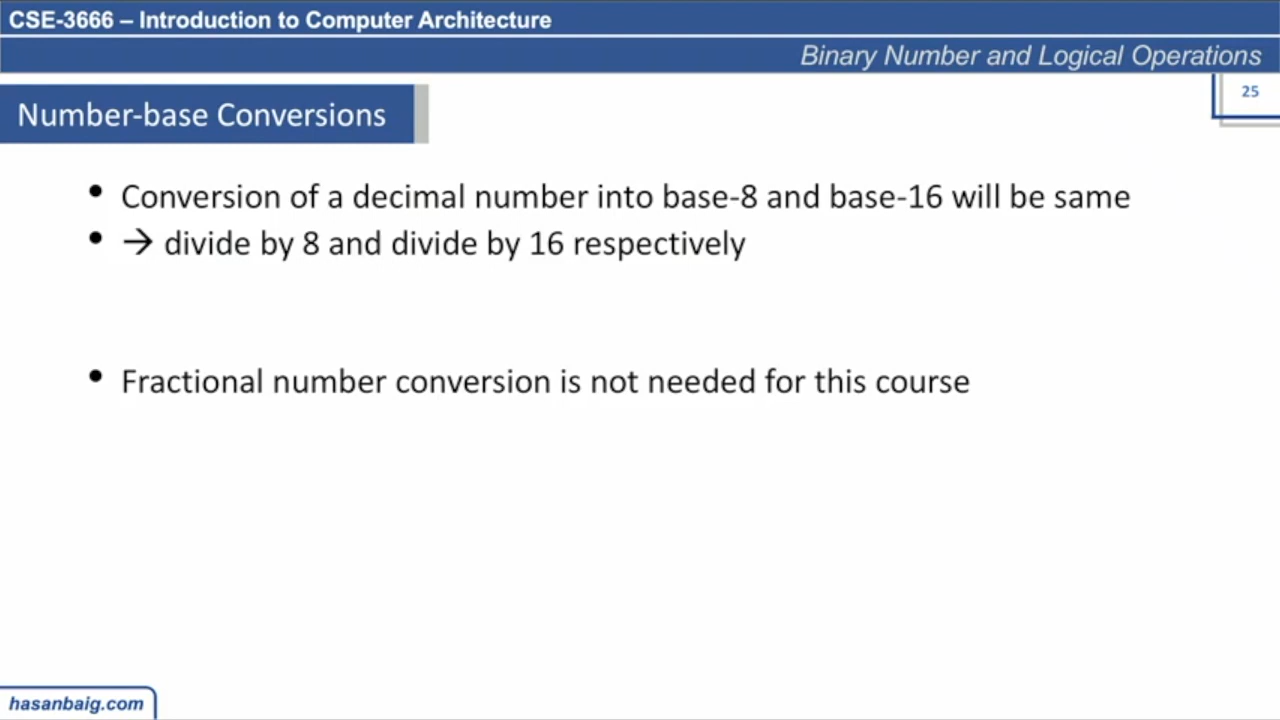 CSE-3666 – Introduction to Computer Architecture
Binary Number and Logical Operations
25
Number-base Conversions
• Conversion of a decimal number into base-8 and base-16 will be same
• → divide by 8 and divide by 16 respectively
• Fractional number conversion is not needed for this course
hasanbaig.com